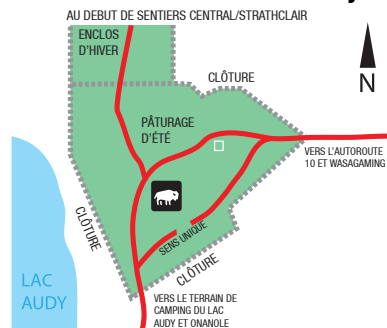 AU DEBUT DE SENTIERS CENTRAL/STRATHCLAIR
ENCLOS
D'HIVER
CLÔTURE
N
PÂTURAGE
D'ÉTÉ
VERS L'AUTOROUTE
10 ET WASAGAMING
CLÔTURE
SENS UNIQUE
CLÔTURE
LAC
AUDY
VERS LE TERRAIN DE
CAMPING DU LAC
AUDY ET ONANOLE